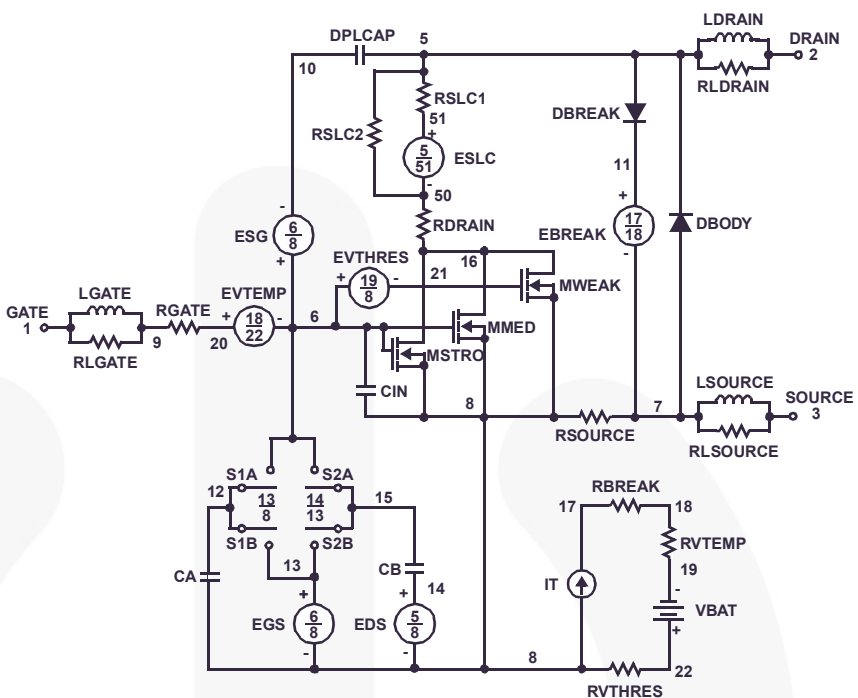 LDRAIN
DPLCAP 5 DRAIN
2
10
RLDRAIN
RSLC1
51
DBREAK
RSLC2
+
5
51
ESLC
11
-
50
-
+
ESG
6
8
RDRAIN
EBREAK
17
18
DBODY
+
EVTHRES
16
-
+
19
8
-
21
MWEAK
LGATE
EVTEMP
GATE
1
RGATE
+
18
22
-
6
MMED
9
20
MSTRO
RLGATE
LSOURCE
CIN
8
7
SOURCE
3
RSOURCE
RLSOURCE
S1A
S2A
12
13
8
14
13
15
17
RBREAK
18
S1B
S2B
RVTEMP
13
CB
19
CA
14
IT
-
+
+
VBAT
EGS
6
8
EDS
5
8
+
-
-
8
22
RVTHRES